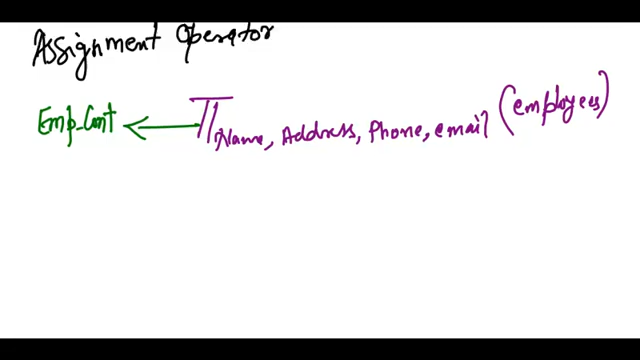 Assignment Operator
Emp_Cont ← π Name, Address, Phone, email (employees)